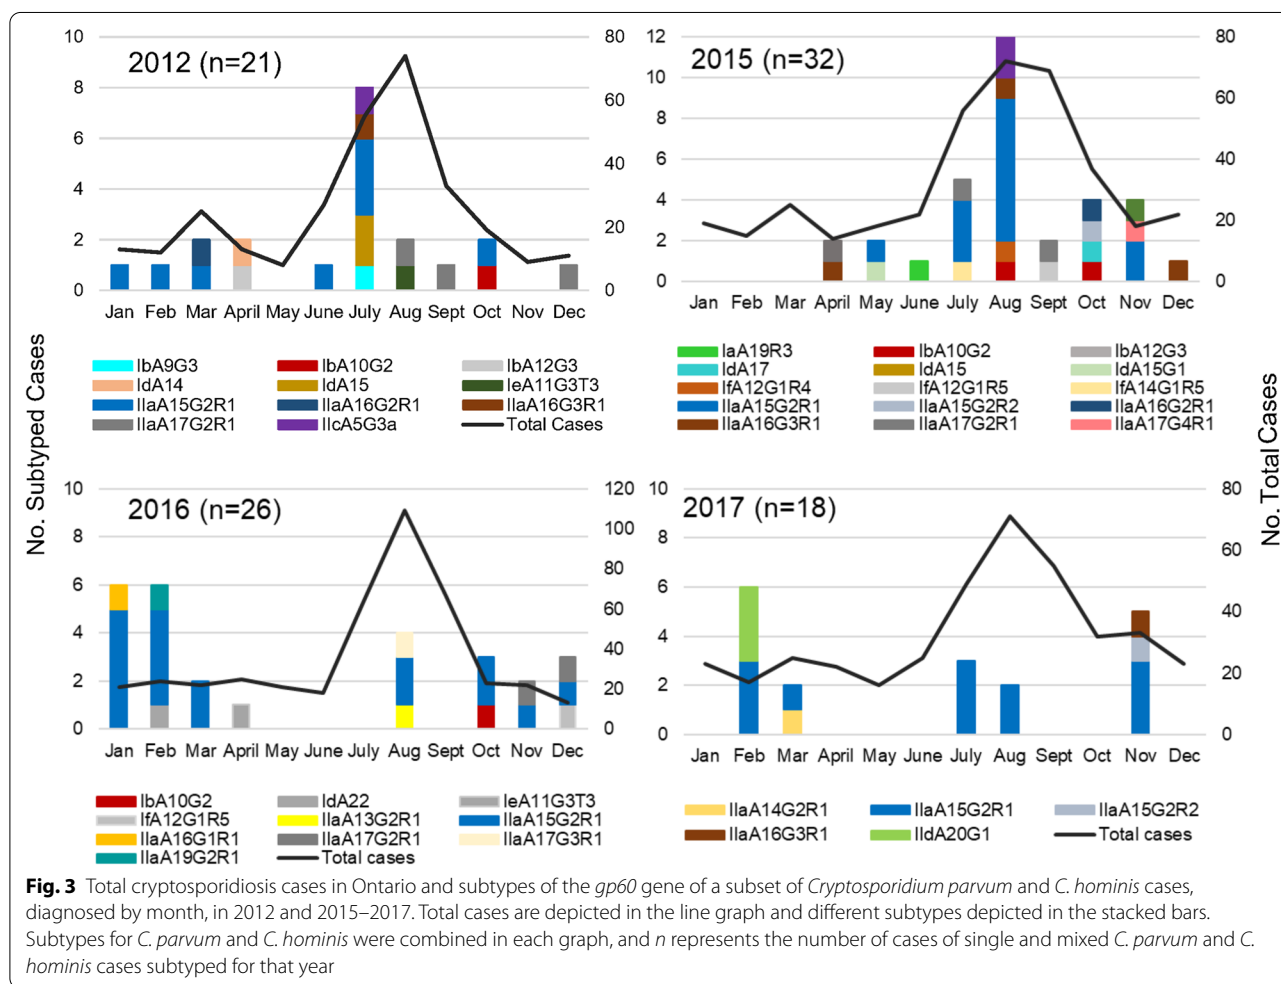 2012 (n=21)
10
8
6
4
2
0
80
60
40
20
0
Jan Feb Mar April May June July Aug Sept Oct Nov Dec
IbA9G3 IbA10G2 IbA12G3
IdA14 IdA15 IeA11G3T3
IIaA15G2R1 IIaA16G2R1 IIaA16G3R1
IIaA17G2R1 IIcA5G3a Total Cases
2015 (n=32)
12
10
8
6
4
2
0
80
60
40
20
0
Jan Feb Mar April May June July Aug Sept Oct Nov Dec
IaA19R3 IbA10G2 IbA12G3
IdA17 IdA15 IdA15G1
IfA12G1R4 IfA12G1R5 IfA14G1R5
IIaA15G2R1 IIaA15G2R2 IIaA16G2R1
IIaA16G3R1 IIaA17G2R1 IIaA17G4R1
No. Subtyped Cases
No. Total Cases
2016 (n=26)
10
8
6
4
2
0
120
100
80
60
40
20
0
Jan Feb Mar April May June July Aug Sept Oct Nov Dec
IbA10G2 IdA22 IeA11G3T3
IfA12G1R5 IIaA13G2R1 IIaA15G2R1
IIaA16G1R1 IIaA17G2R1 IIaA17G3R1
IIaA19G2R1 Total cases
2017 (n=18)
10
8
6
4
2
0
80
60
40
20
0
Jan Feb Mar April May June July Aug Sept Oct Nov Dec
IIaA14G2R1 IIaA15G2R1 IIaA15G2R2
IIaA16G3R1 IIdA20G1 Total cases
Fig. 3 Total cryptosporidiosis cases in Ontario and subtypes of the gp60 gene of a subset of Cryptosporidium parvum and C. hominis cases,
diagnosed by month, in 2012 and 2015–2017. Total cases are depicted in the line graph and different subtypes depicted in the stacked bars.
Subtypes for C. parvum and C. hominis were combined in each graph, and n represents the number of cases of single and mixed C. parvum and C.
hominis cases subtyped for that year